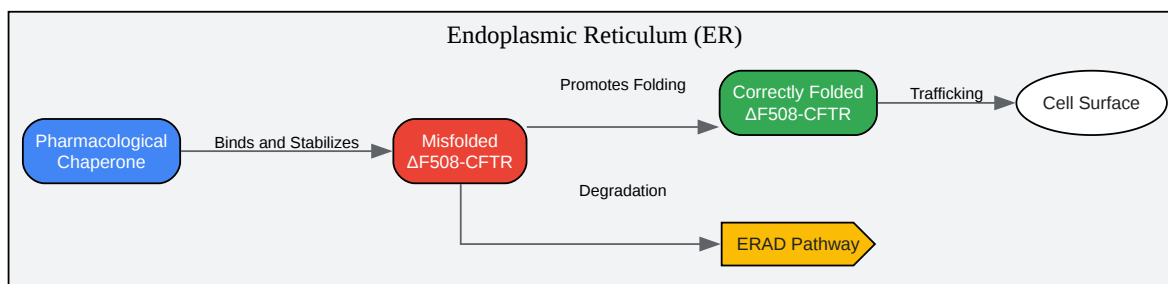 Endoplasmic Reticulum (ER)
Pharmacological
Chaperone
Binds and Stabilizes
Misfolded
ΔF508-CFTR
Promotes Folding
Correctly Folded
ΔF508-CFTR
Trafficking
Cell Surface
Degradation
ERAD Pathway